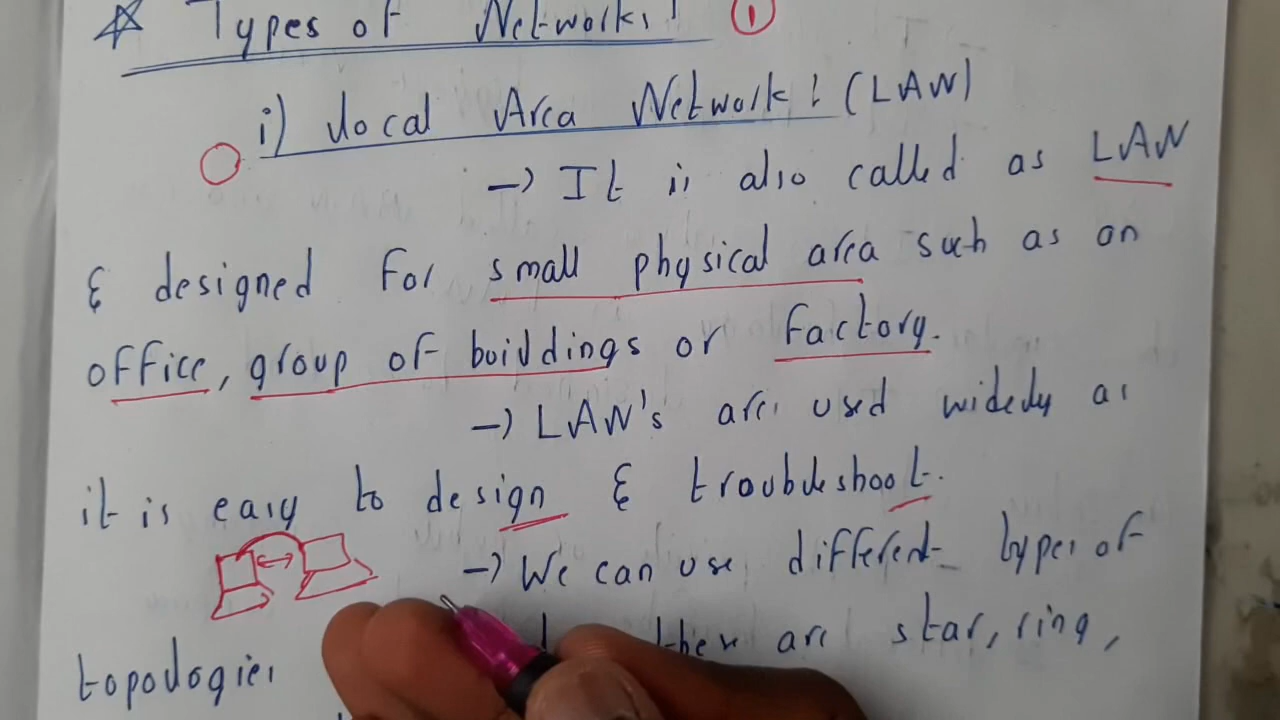 ☆ Types of Networks : ①
i) Local Area Network : (LAN)
→ It is also called as LAN
& designed for small physical area such as an
office, group of buildings or factory.
→ LAN's are used widely as
it is easy to design & troubleshoot.
→ We can use different types of
topologies are star, ring,